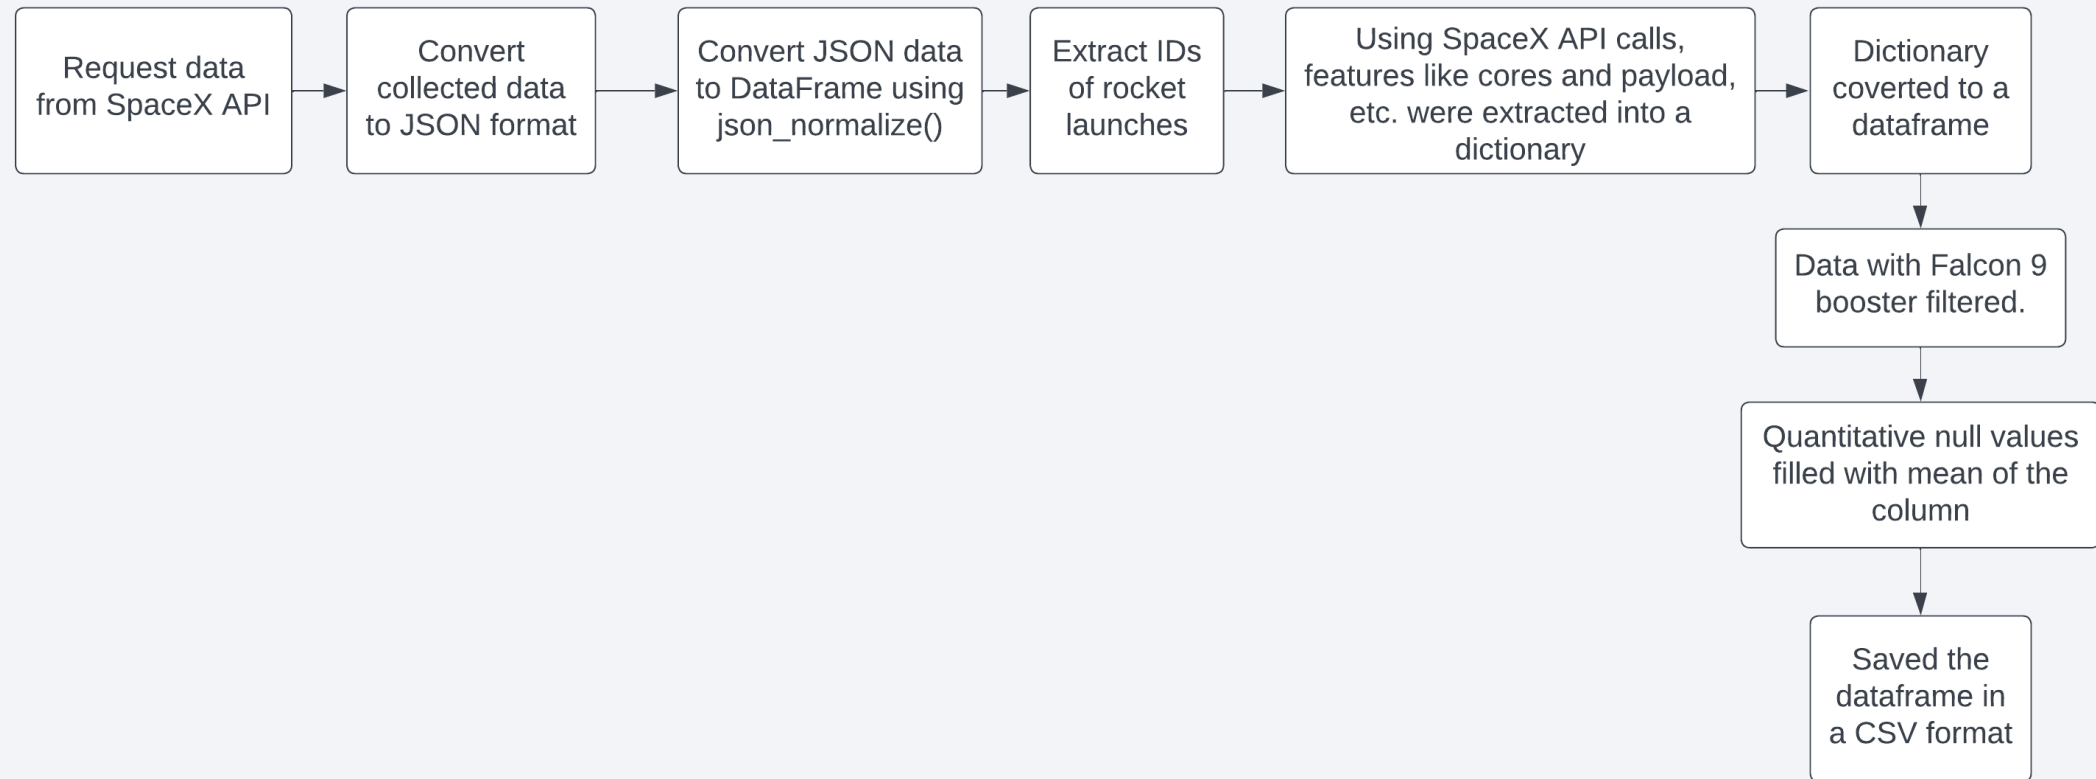 Request data
from SpaceX API
Convert
collected data
to JSON format
Convert JSON data
to DataFrame using
json_normalize()
Extract IDs
of rocket
launches
Using SpaceX API calls,
features like cores and payload,
etc. were extracted into a
dictionary
Dictionary
coverted to a
dataframe
Data with Falcon 9
booster filtered.
Quantitative null values
filled with mean of the
column
Saved the
dataframe in
a CSV format